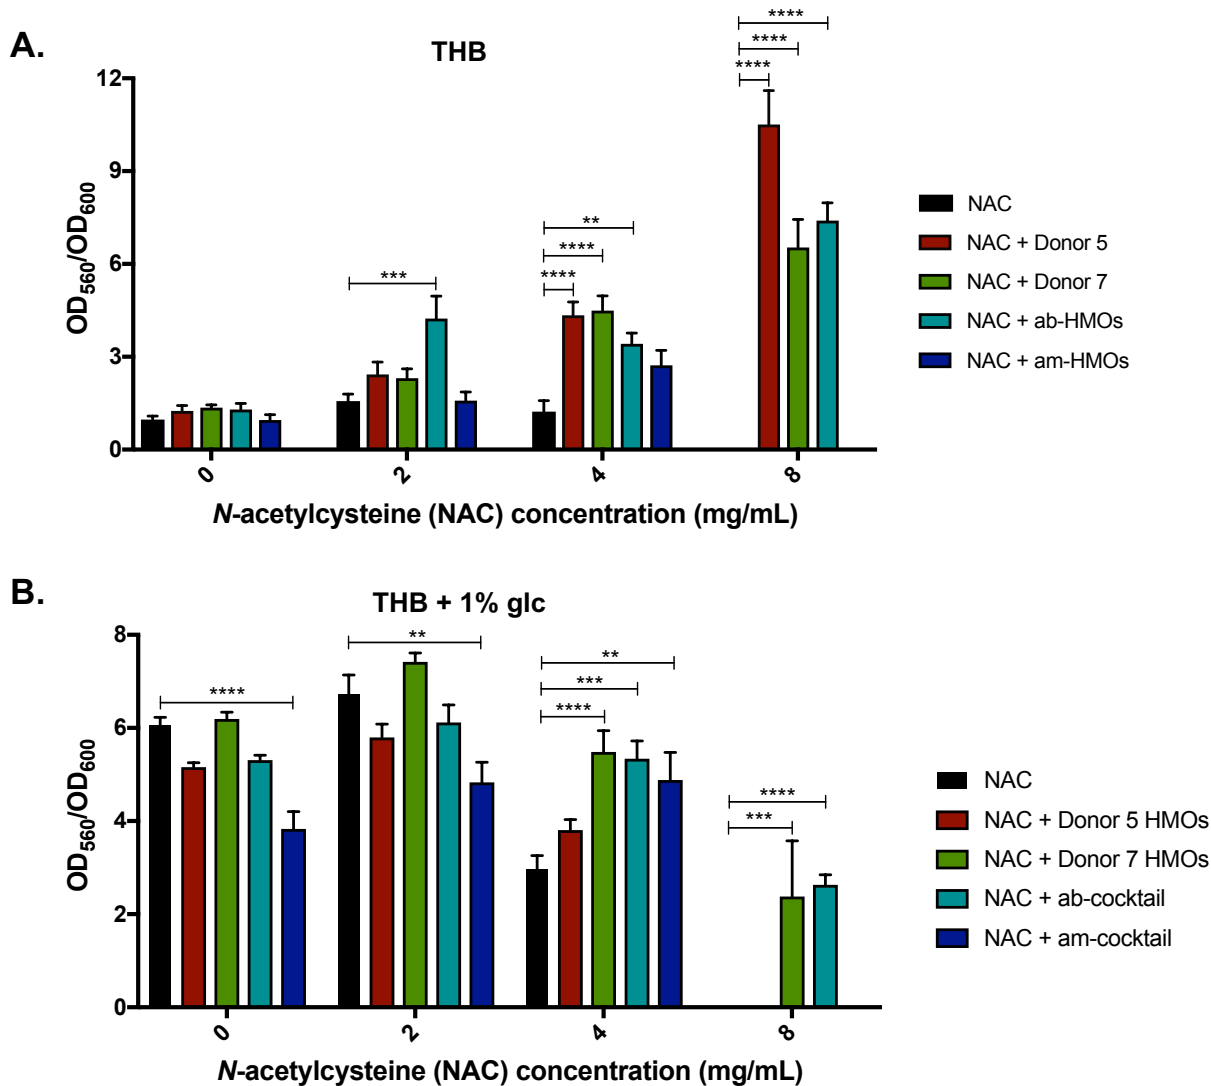 A.
THB
****
****
****
12
9
6
3
0
OD560/OD600
***
**
****
****
NAC
NAC + Donor 5
NAC + Donor 7
NAC + ab-HMOs
NAC + am-HMOs
0 2 4 8
N-acetylcysteine (NAC) concentration (mg/mL)
B.
THB + 1% glc
8
6
4
2
0
OD560/OD600
****
**
**
***
****
****
***
NAC
NAC + Donor 5 HMOs
NAC + Donor 7 HMOs
NAC + ab-cocktail
NAC + am-cocktail
0 2 4 8
N-acetylcysteine (NAC) concentration (mg/mL)